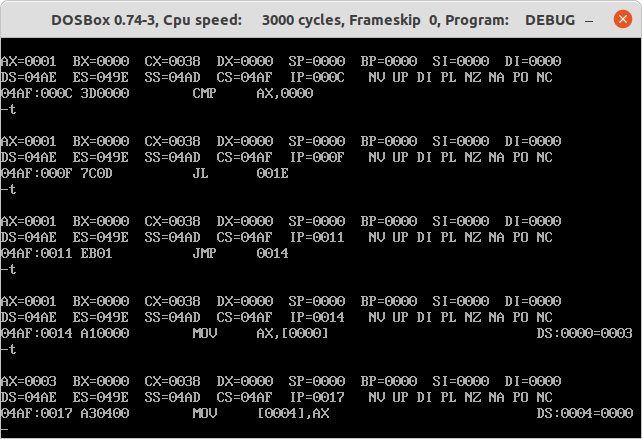 DOSBox 0.74-3, Cpu speed:    3000 cycles, Frameskip  0, Program:    DEBUG
AX=0001  BX=0000  CX=0038  DX=0000  SP=0000  BP=0000  SI=0000  DI=0000
DS=04AE  ES=049E  SS=04AD  CS=04AF  IP=000C   NV UP DI PL NZ NA PO NC
04AF:000C 3D0000        CMP     AX,0000
-t
AX=0001  BX=0000  CX=0038  DX=0000  SP=0000  BP=0000  SI=0000  DI=0000
DS=04AE  ES=049E  SS=04AD  CS=04AF  IP=000F   NV UP DI PL NZ NA PO NC
04AF:000F 7C0D          JL      001E
-t
AX=0001  BX=0000  CX=0038  DX=0000  SP=0000  BP=0000  SI=0000  DI=0000
DS=04AE  ES=049E  SS=04AD  CS=04AF  IP=0011   NV UP DI PL NZ NA PO NC
04AF:0011 EB01          JMP     0014
-t
AX=0001  BX=0000  CX=0038  DX=0000  SP=0000  BP=0000  SI=0000  DI=0000
DS=04AE  ES=049E  SS=04AD  CS=04AF  IP=0014   NV UP DI PL NZ NA PO NC
04AF:0014 A10000        MOV     AX,[0000]                          DS:0000=0003
-t
AX=0003  BX=0000  CX=0038  DX=0000  SP=0000  BP=0000  SI=0000  DI=0000
DS=04AE  ES=049E  SS=04AD  CS=04AF  IP=0017   NV UP DI PL NZ NA PO NC
04AF:0017 A30400        MOV     [0004],AX                          DS:0004=0000
-